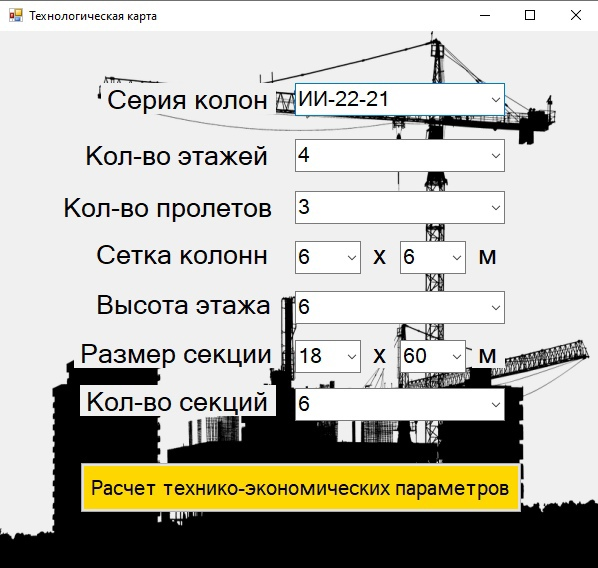 Технологическая карта
Серия колон ИИ-22-21
Кол-во этажей 4
Кол-во пролетов 3
Сетка колонн 6 х 6 м
Высота этажа 6
Размер секции 18 х 60 м
Кол-во секций 6
Расчет технико-экономических параметров